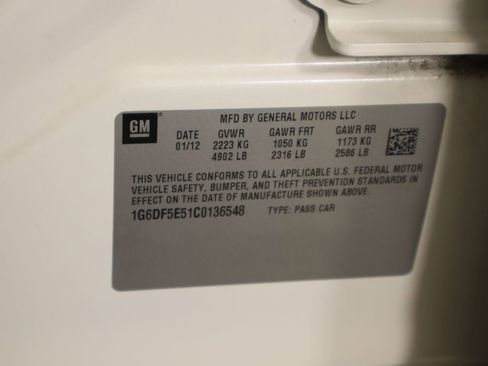 GM
MFD BY GENERAL MOTORS LLC
DATE GVWR GAWR FRT GAWR RR
01/12 2223 KG 1050 KG 1173 KG
4902 LB 2316 LB 2586 LB
THIS VEHICLE CONFORMS TO ALL APPLICABLE U.S. FEDERAL MOTOR
VEHICLE SAFETY, BUMPER, AND THEFT PREVENTION STANDARDS IN
EFFECT ON THE DATE OF MANUFACTURE SHOWN ABOVE.
1G6DF5E51C0136548 TYPE: PASS CAR